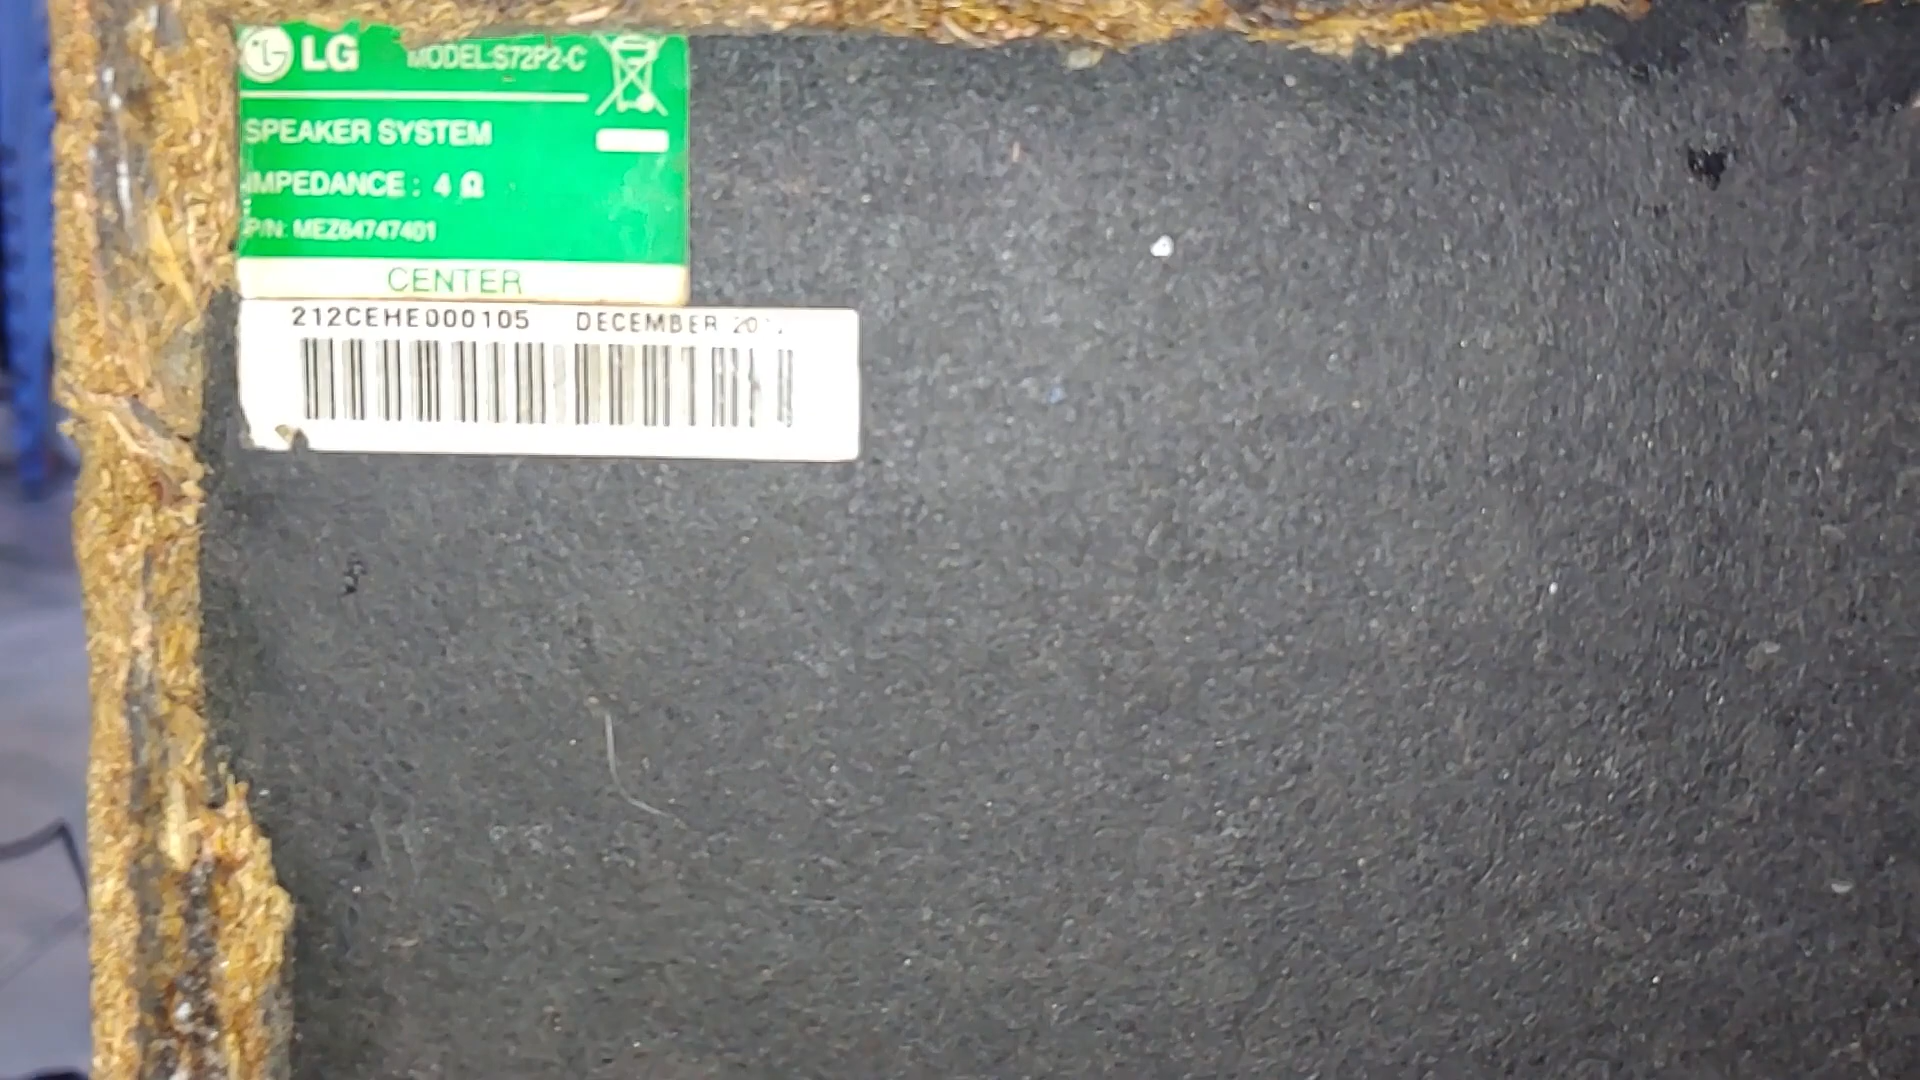 LG MODEL:S72P2-C
SPEAKER SYSTEM
IMPEDANCE : 4 Ω
P/N: MEZ64747401
CENTER
212CEHE000105 DECEMBER